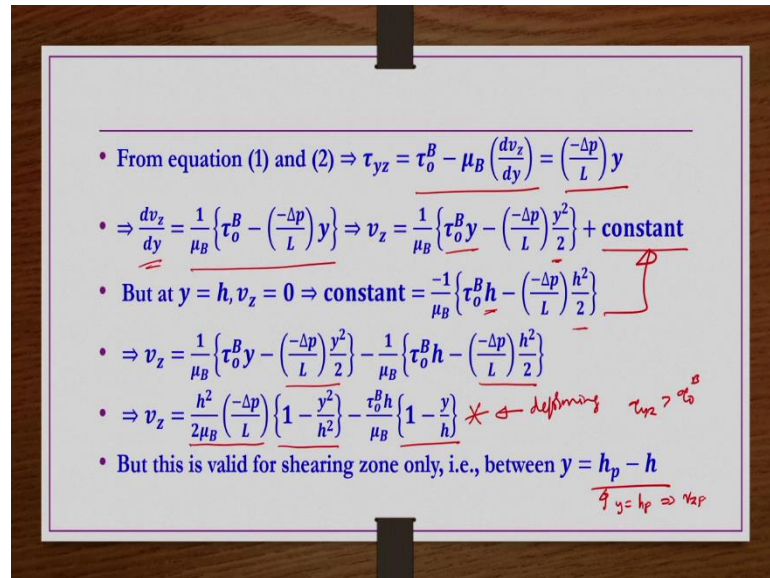 • From equation (1) and (2) ⇒ τ_yz = τ_o^B − μ_B (dv_z/dy) = (−Δp/L) y
• ⇒ dv_z/dy = 1/μ_B {τ_o^B − (−Δp/L) y} ⇒ v_z = 1/μ_B {τ_o^B y − (−Δp/L) y²/2} + constant
• But at y = h, v_z = 0 ⇒ constant = −1/μ_B {τ_o^B h − (−Δp/L) h²/2}
• ⇒ v_z = 1/μ_B {τ_o^B y − (−Δp/L) y²/2} − 1/μ_B {τ_o^B h − (−Δp/L) h²/2}
• ⇒ v_z = h²/2μ_B (−Δp/L) {1 − y²/h²} − τ_o^B h/μ_B {1 − y/h} * ← deforming τ_yz > τ_o^B
• But this is valid for shearing zone only, i.e., between y = h_p − h
y = h_p ⇒ v_zp